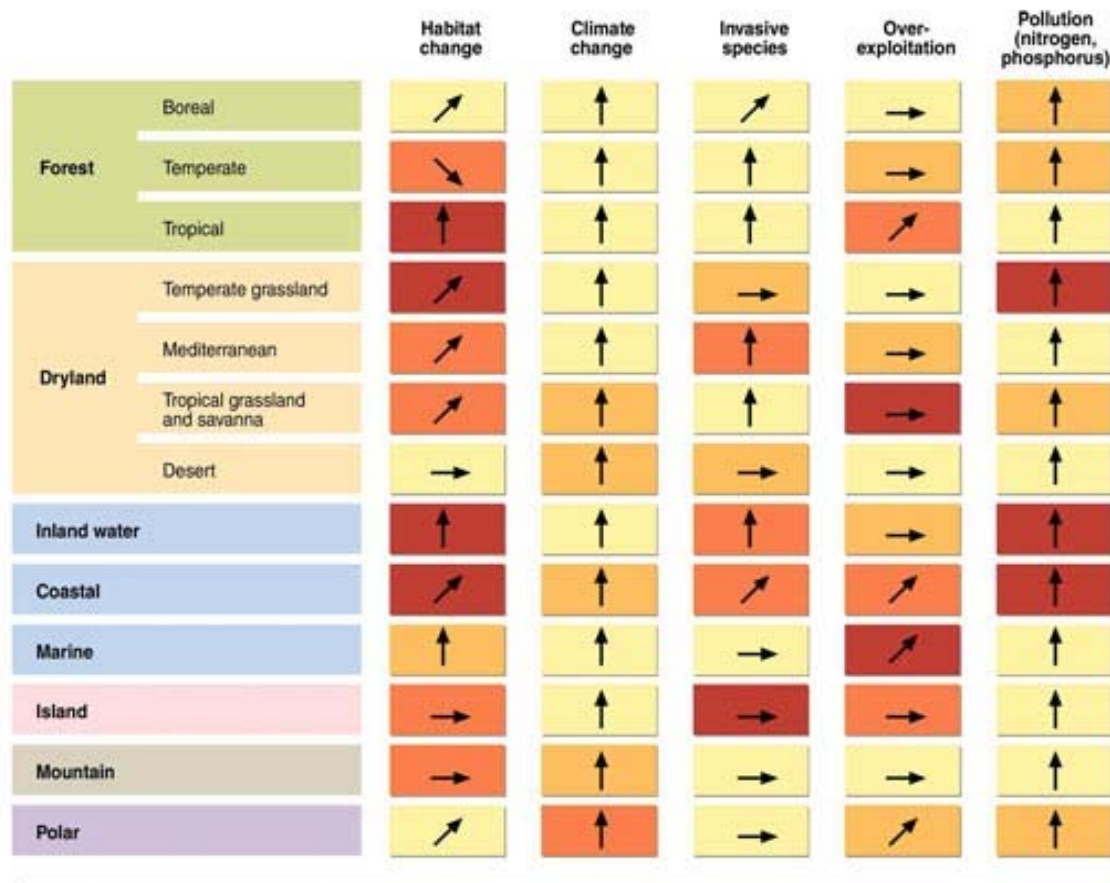 Habitat
change
Climate
change
Invasive
species
Over-
exploitation
Pollution
(nitrogen,
phosphorus)
Forest
Boreal
Temperate
Tropical
Dryland
Temperate grassland
Mediterranean
Tropical grassland
and savanna
Desert
Inland water
Coastal
Marine
Island
Mountain
Polar